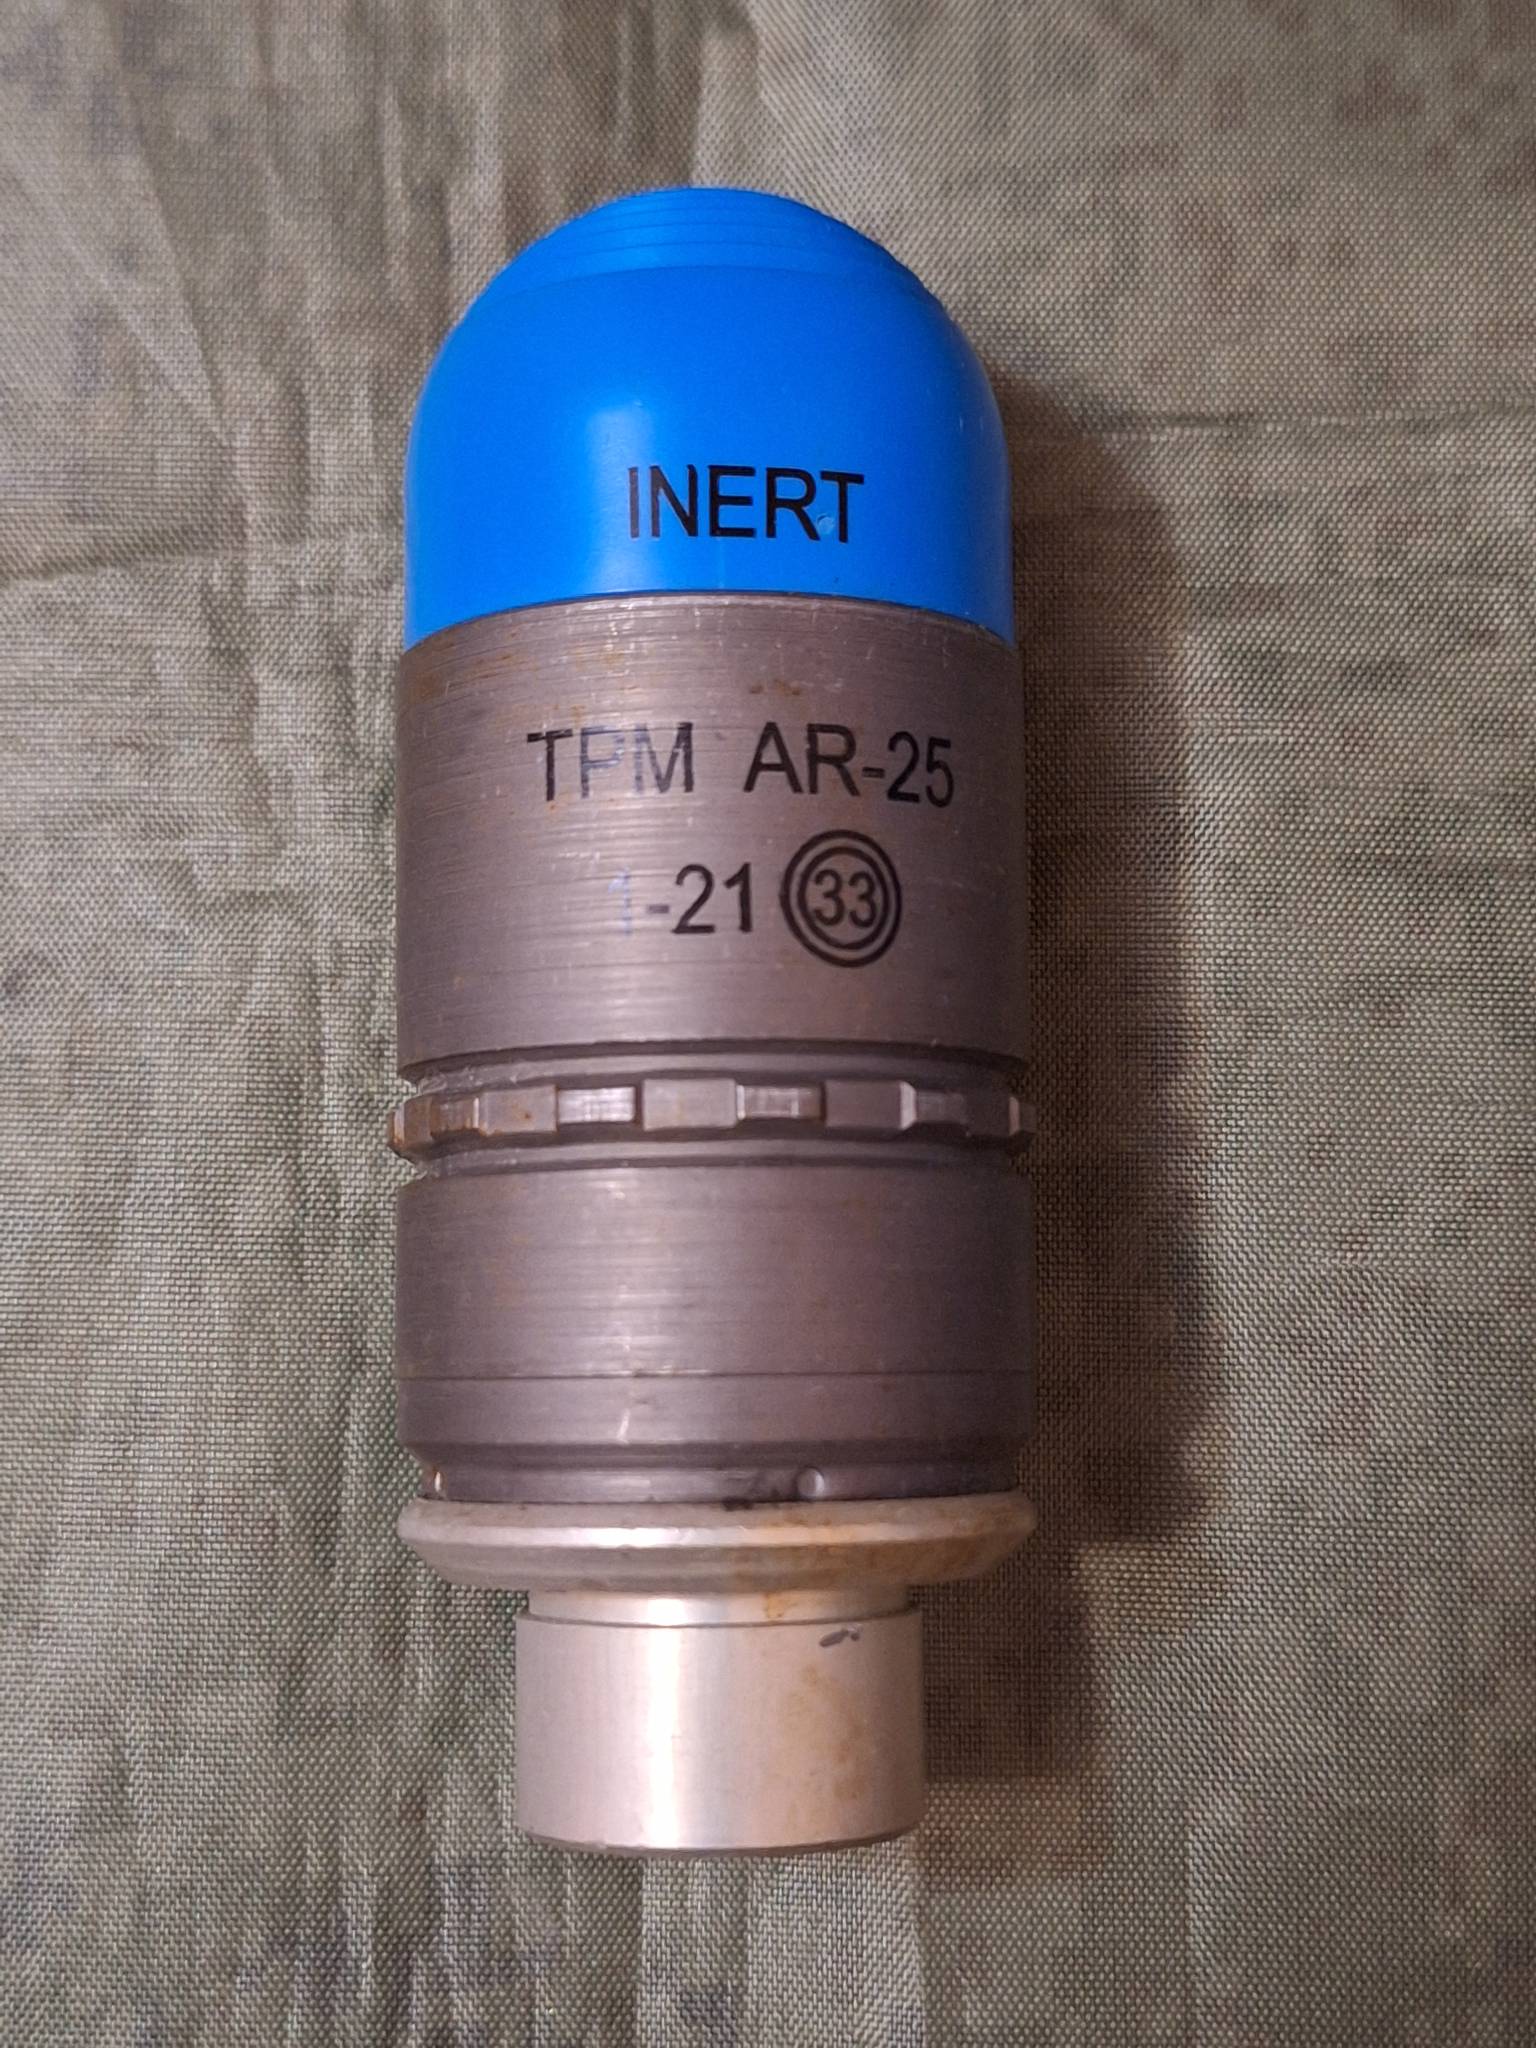 INERT
TPM AR-25
1-21 33